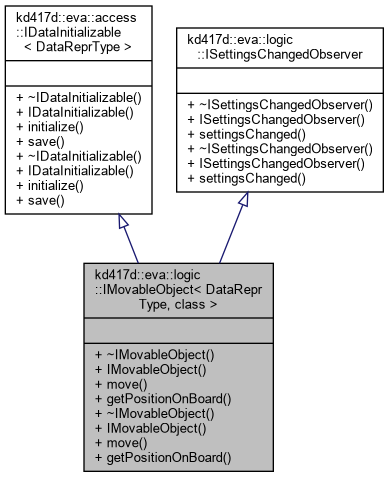 kd417d::eva::access
::IDataInitializable
< DataReprType >
+ ~IDataInitializable()
+ IDataInitializable()
+ initialize()
+ save()
+ ~IDataInitializable()
+ IDataInitializable()
+ initialize()
+ save()
kd417d::eva::logic
::ISettingsChangedObserver
+ ~ISettingsChangedObserver()
+ ISettingsChangedObserver()
+ settingsChanged()
+ ~ISettingsChangedObserver()
+ ISettingsChangedObserver()
+ settingsChanged()
kd417d::eva::logic
::IMovableObject< DataRepr
Type, class >
+ ~IMovableObject()
+ IMovableObject()
+ move()
+ getPositionOnBoard()
+ ~IMovableObject()
+ IMovableObject()
+ move()
+ getPositionOnBoard()